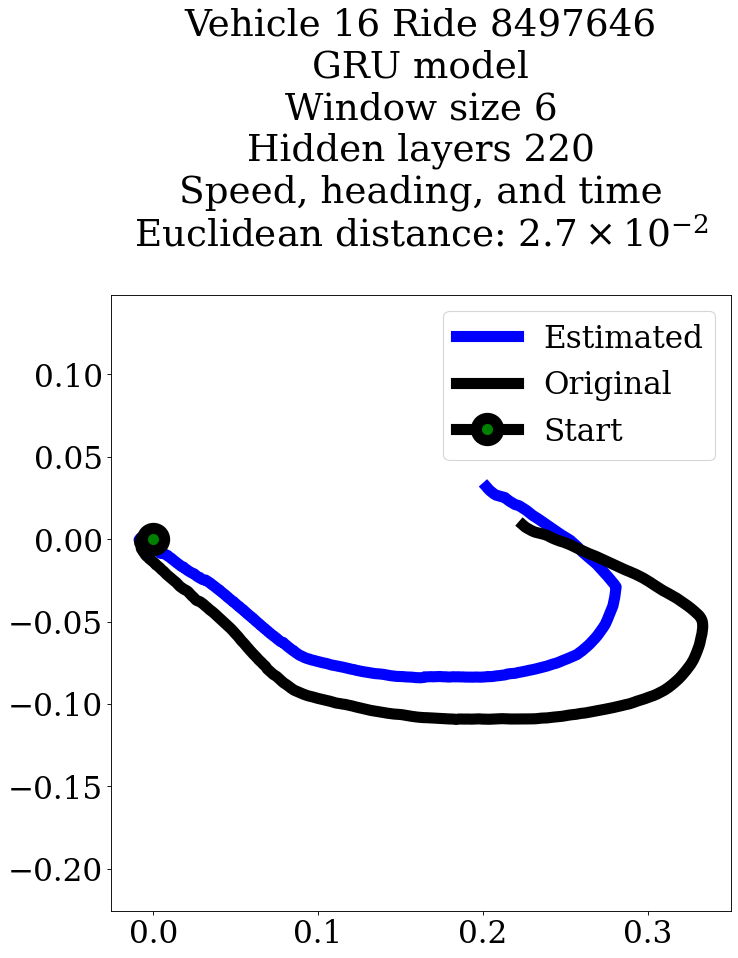 Vehicle 16 Ride 8497646
GRU model
Window size 6
Hidden layers 220
Speed, heading, and time
Euclidean distance: 2.7 × 10⁻²
Estimated
Original
Start
0.10
0.05
0.00
−0.05
−0.10
−0.15
−0.20
0.0 0.1 0.2 0.3